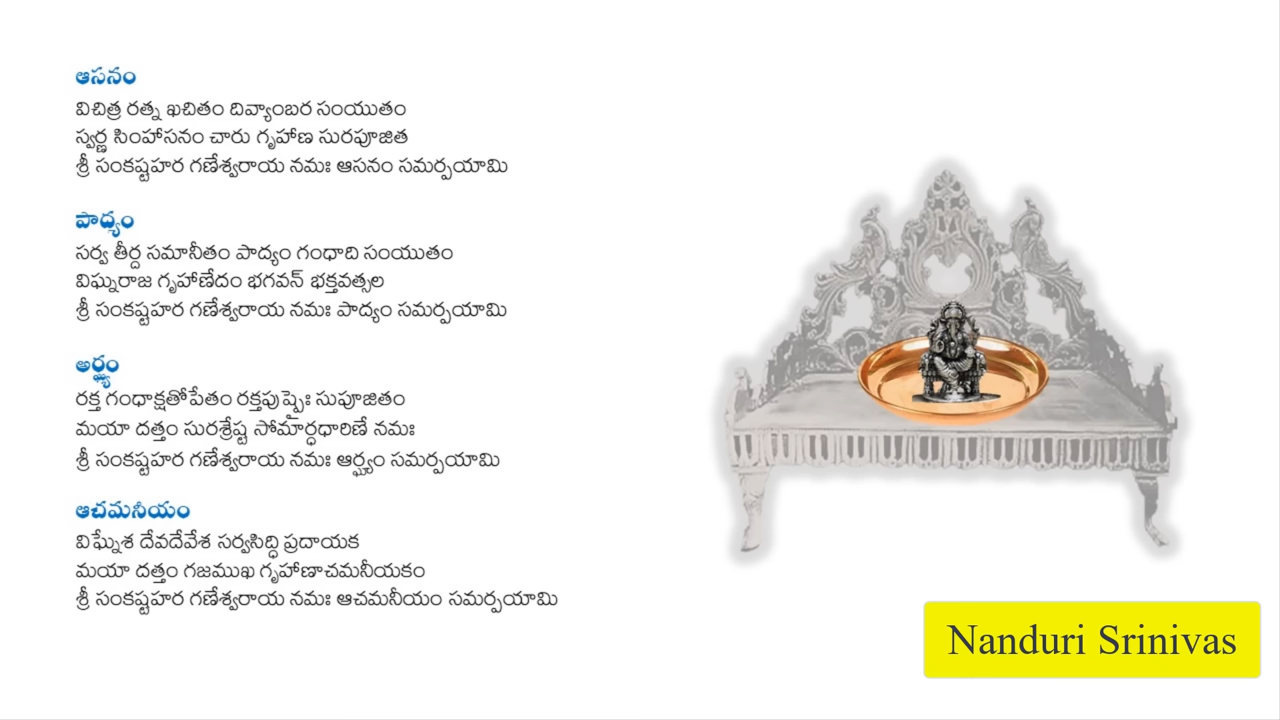 ఆసనం
విచిత్ర రత్న ఖచితం దివ్యాంబర సంయుతం
స్వర్ణ సింహాసనం చారు గృహాణ సురపూజిత
శ్రీ సంకష్టహర గణేశ్వరాయ నమః ఆసనం సమర్పయామి
పాద్యం
సర్వ తీర్ద సమానీతం పాద్యం గంధాది సంయుతం
విఘ్నరాజ గృహాణేదం భగవన్ భక్తవత్సల
శ్రీ సంకష్టహర గణేశ్వరాయ నమః పాద్యం సమర్పయామి
అర్ఘ్యం
రక్త గంధాక్షతోపేతం రక్తపుష్పైః సుపూజితం
మయా దత్తం సురశ్రేష్ట సోమార్ధధారిణే నమః
శ్రీ సంకష్టహర గణేశ్వరాయ నమః ఆర్ఘ్యం సమర్పయామి
ఆచమనీయం
విఘ్నేశ దేవదేవేశ సర్వసిద్ధి ప్రదాయక
మయా దత్తం గజముఖ గృహాణాచమనీయకం
శ్రీ సంకష్టహర గణేశ్వరాయ నమః ఆచమనీయం సమర్పయామి
Nanduri Srinivas